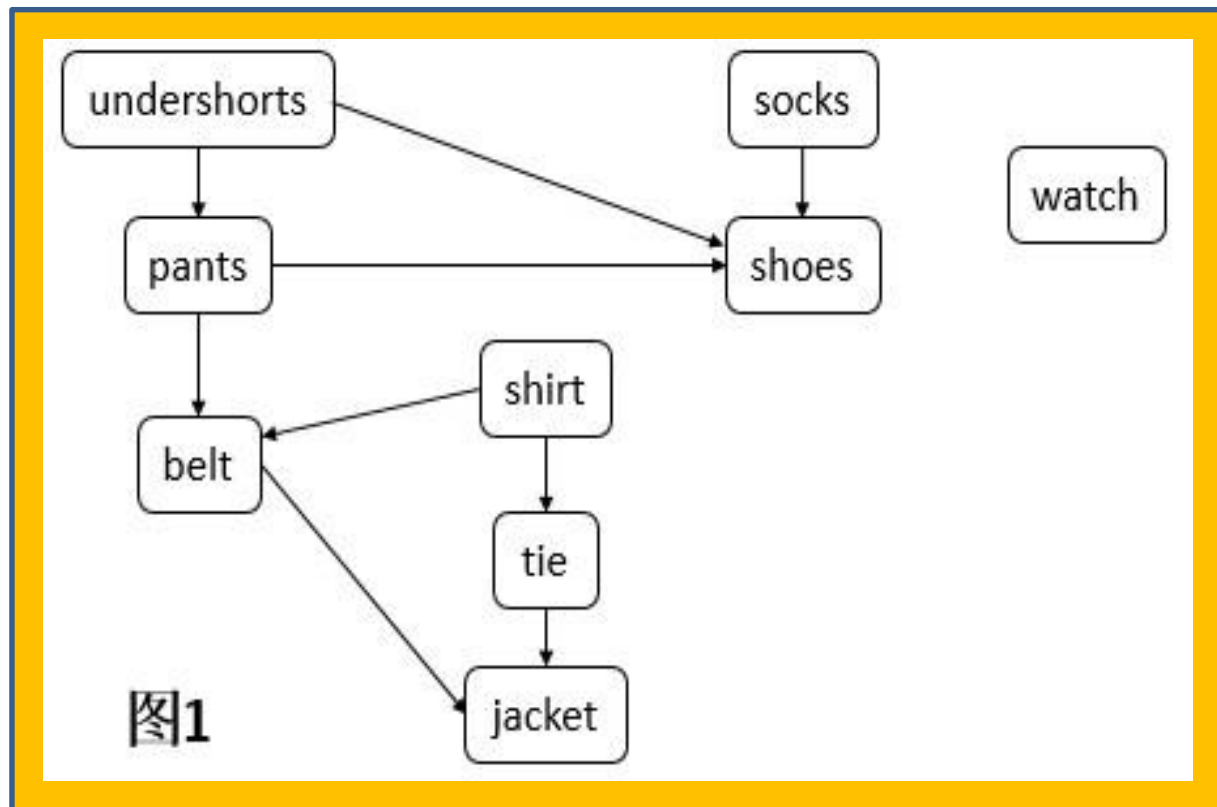 undershorts
socks
watch
pants
shoes
shirt
belt
tie
jacket
图1